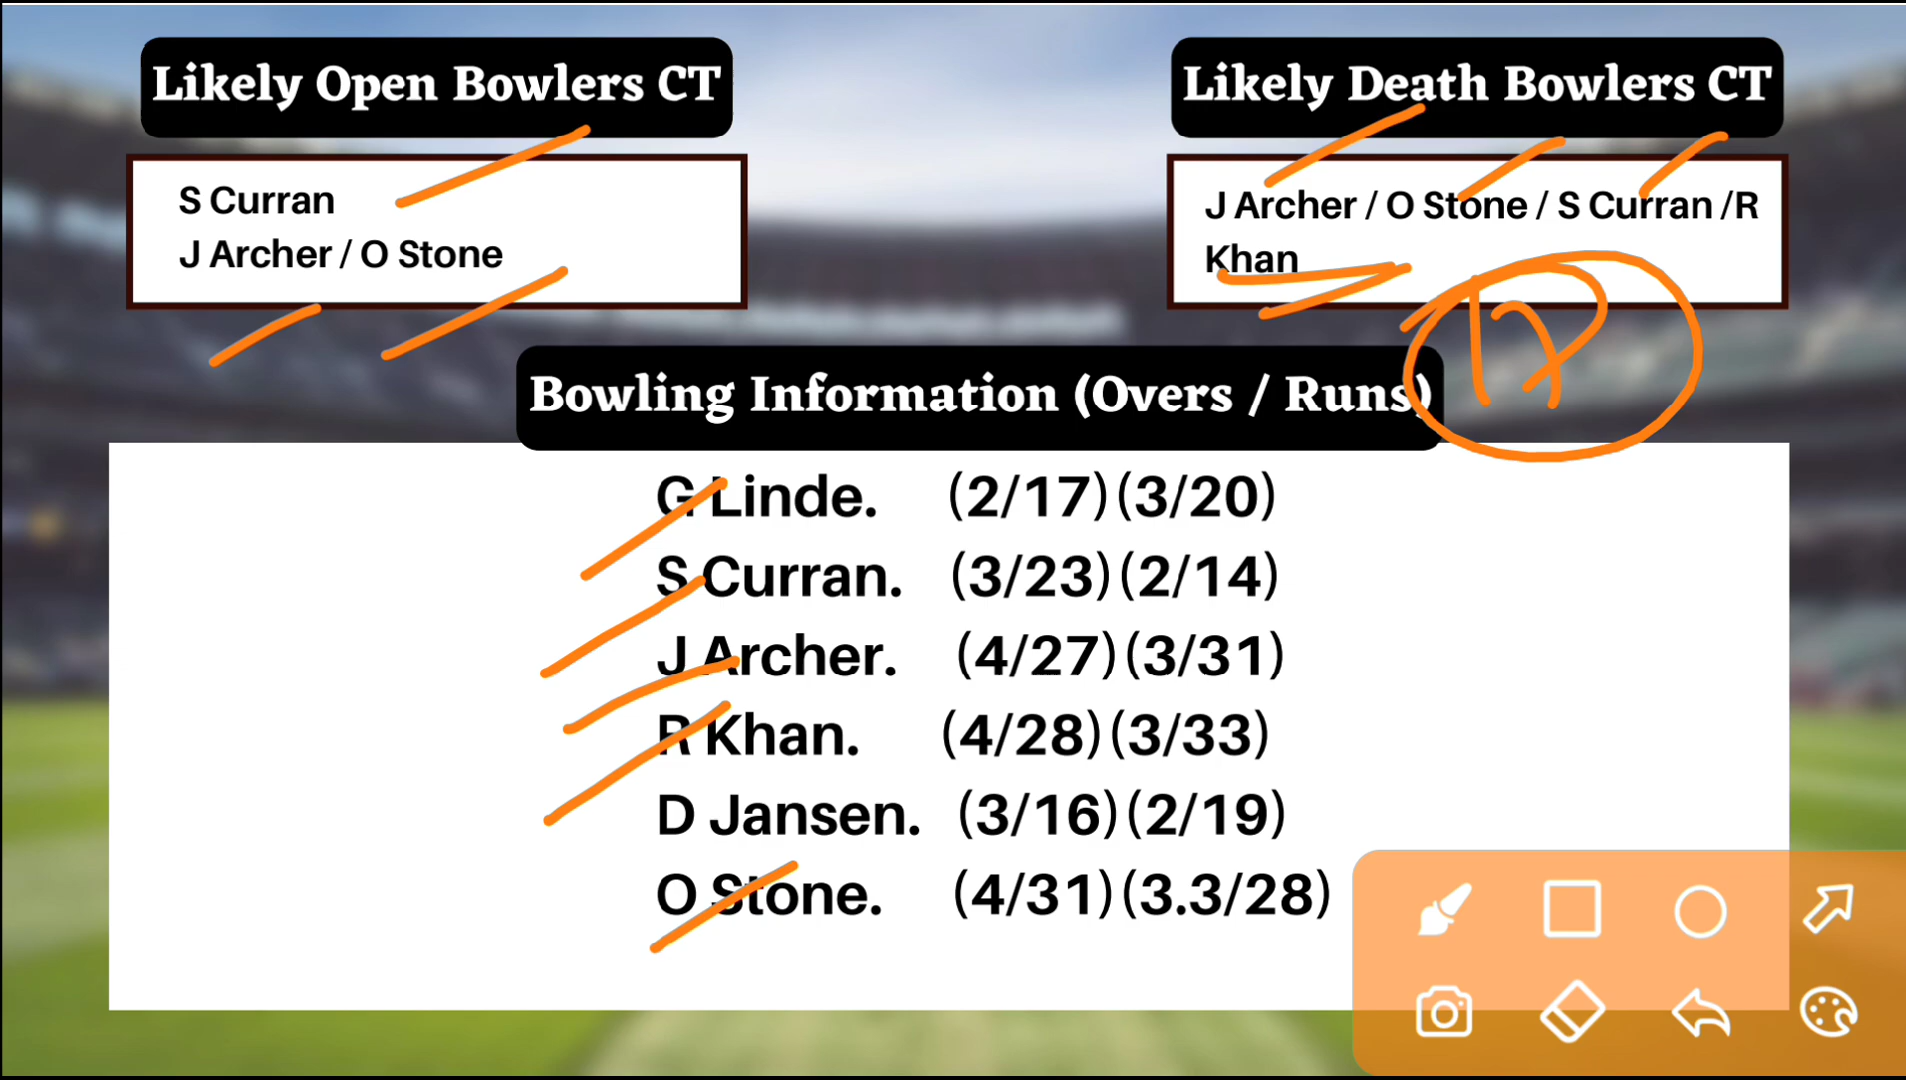 Likely Open Bowlers CT
S Curran
J Archer / O Stone
Likely Death Bowlers CT
J Archer / O Stone / S Curran /R
Khan
17
Bowling Information (Overs / Runs)
G Linde. (2/17)(3/20)
S Curran. (3/23)(2/14)
J Archer. (4/27)(3/31)
R Khan. (4/28)(3/33)
D Jansen. (3/16)(2/19)
O Stone. (4/31)(3.3/28)